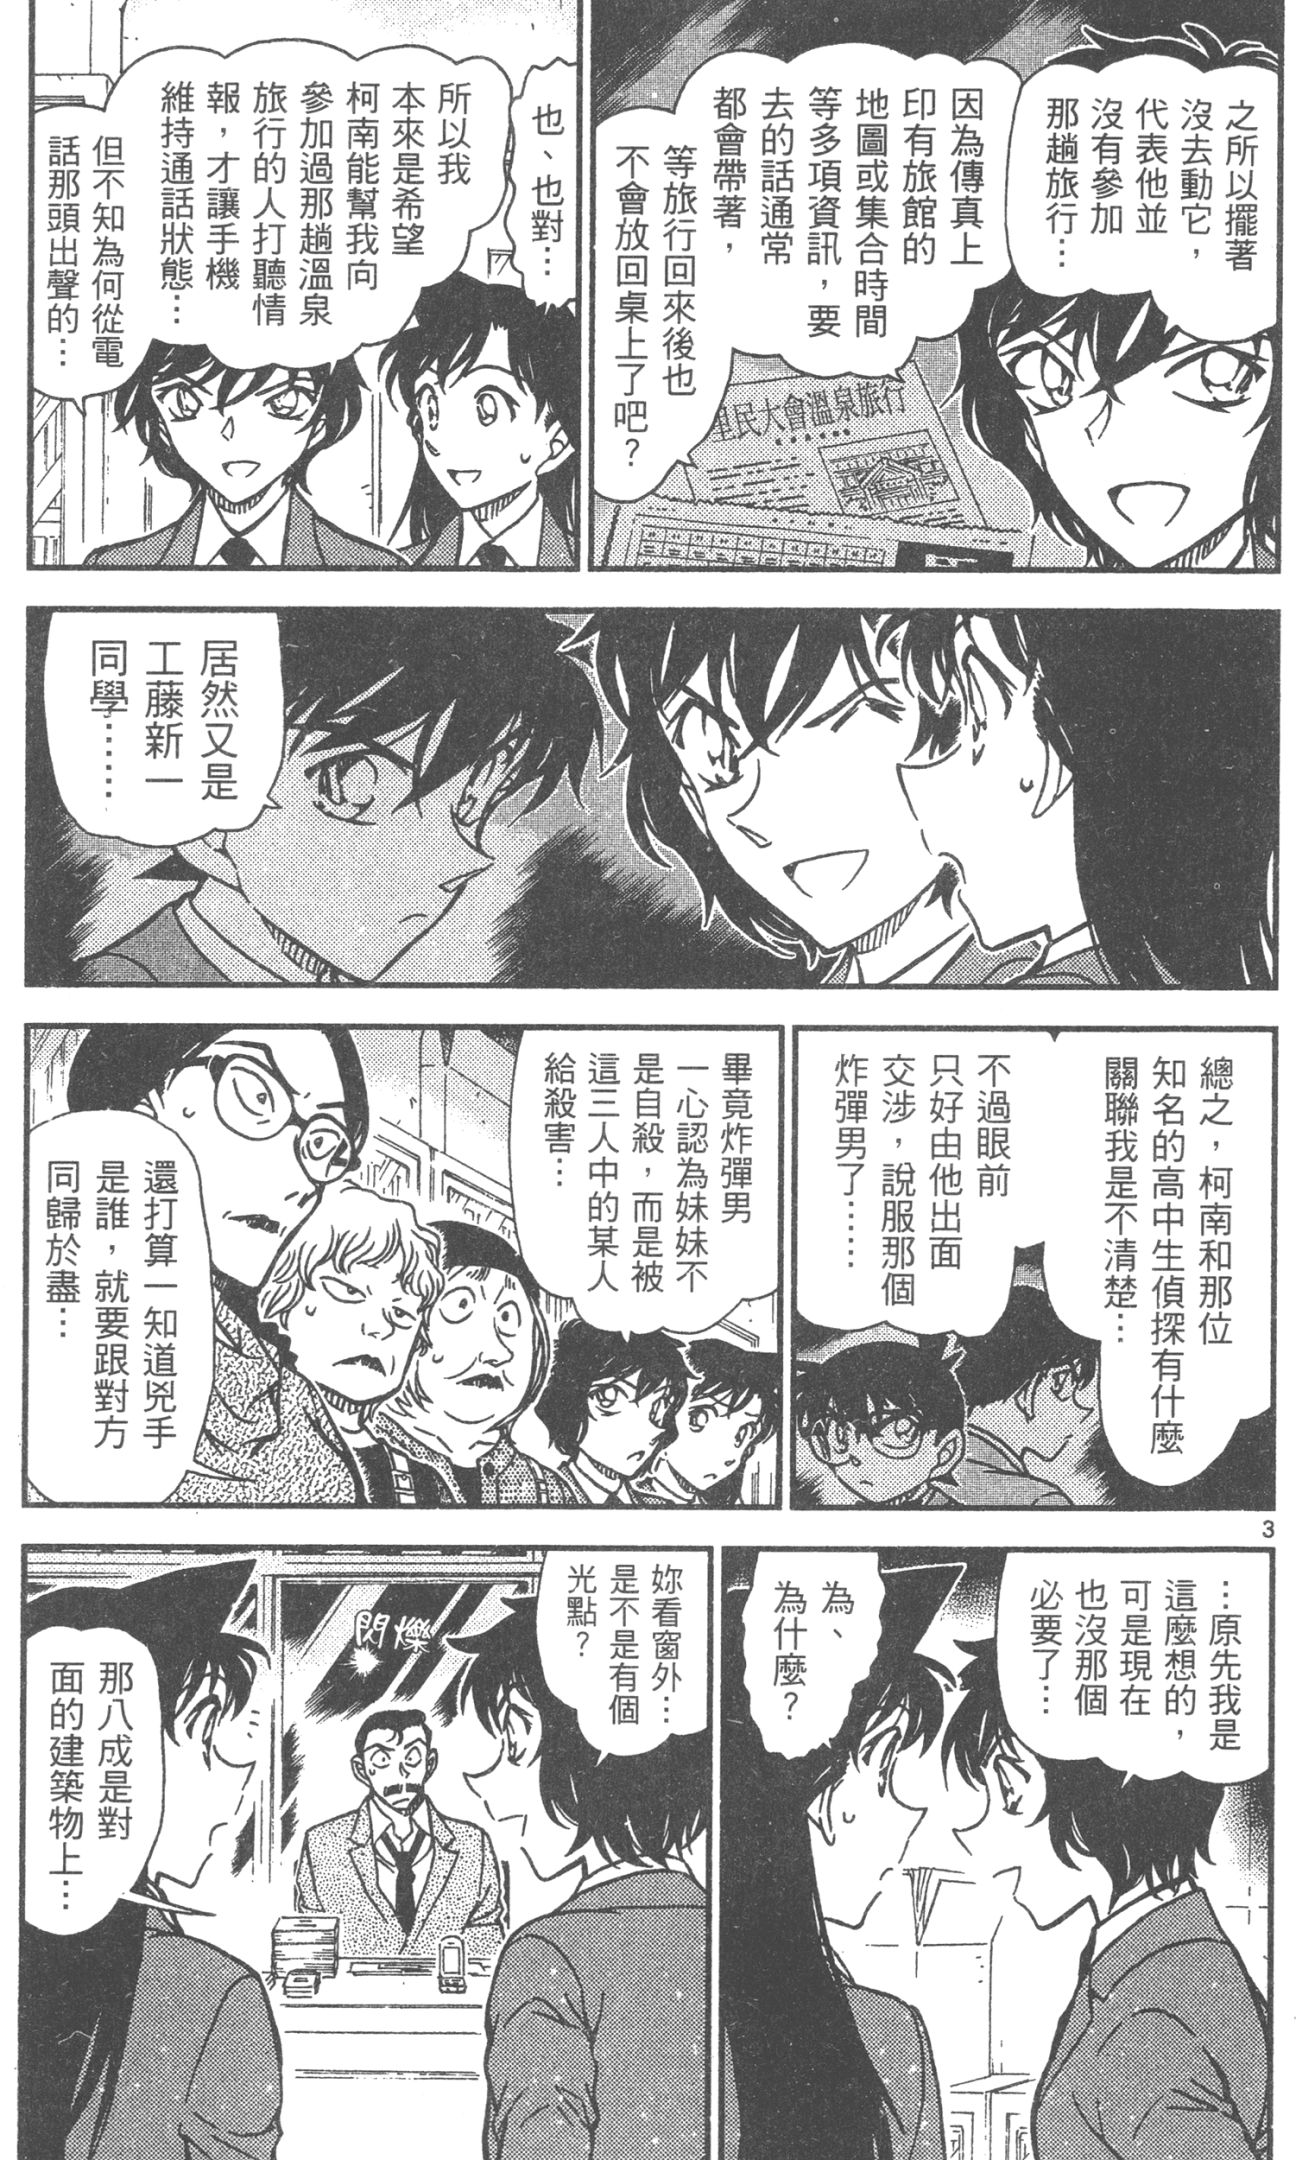 之所以擺著
沒去動它，
代表他並
沒有參加
那趟旅行…
因為傳真上
印有旅館的
地圖或集合時間
等多項資訊，要
去的話通常
都會帶著，
等旅行回來後也
不會放回桌上了吧？
里民大會溫泉旅行
也、也對…
所以我
本來是希望
柯南能幫我向
參加過那趟溫泉
旅行的人打聽情
報，才讓手機
維持通話狀態…
但不知為何從電
話那頭出聲的…
居然又是
工藤新一
同學……
總之，柯南和那位
知名的高中生偵探有什麼
關聯我是不清楚…
不過眼前
只好由他出面
交涉，說服那個
炸彈男了……
畢竟炸彈男
一心認為妹妹不
是自殺，而是被
這三人中的某人
給殺害…
還打算一知道兇手
是誰，就要跟對方
同歸於盡…
3
…原先我是
這麼想的，
可是現在
也沒那個
必要了…
為、
為什麼？
妳看窗外…
是不是有個
光點？
閃爍
那八成是對
面的建築物上…